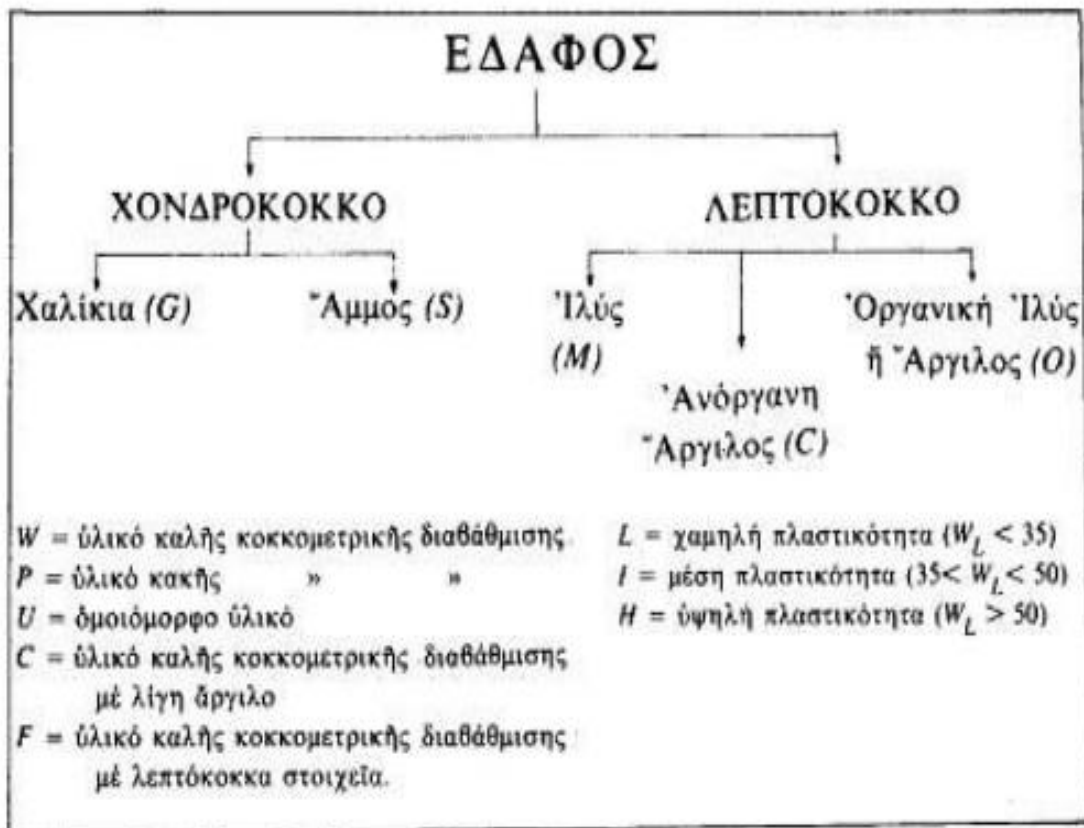 ΕΔΑΦΟΣ
ΧΟΝΔΡΟΚΟΚΚΟ
ΛΕΠΤΟΚΟΚΚΟ
Χαλίκια (G)
Ἄμμος (S)
Ἰλύς
(M)
Ἀνόργανη
Ἄργιλος (C)
Ὀργανική Ἰλύς
ἤ Ἄργιλος (O)
W = ὑλικό καλῆς κοκκομετρικῆς διαβάθμισης.
P = ὑλικό κακῆς » »
U = ὁμοιόμορφο ὑλικό
C = ὑλικό καλῆς κοκκομετρικῆς διαβάθμισης
μέ λίγη ἄργιλο
F = ὑλικό καλῆς κοκκομετρικῆς διαβάθμισης
μέ λεπτόκοκκα στοιχεῖα.
L = χαμηλή πλαστικότητα (W_L < 35)
I = μέση πλαστικότητα (35< W_L < 50)
H = ὑψηλή πλαστικότητα (W_L > 50)